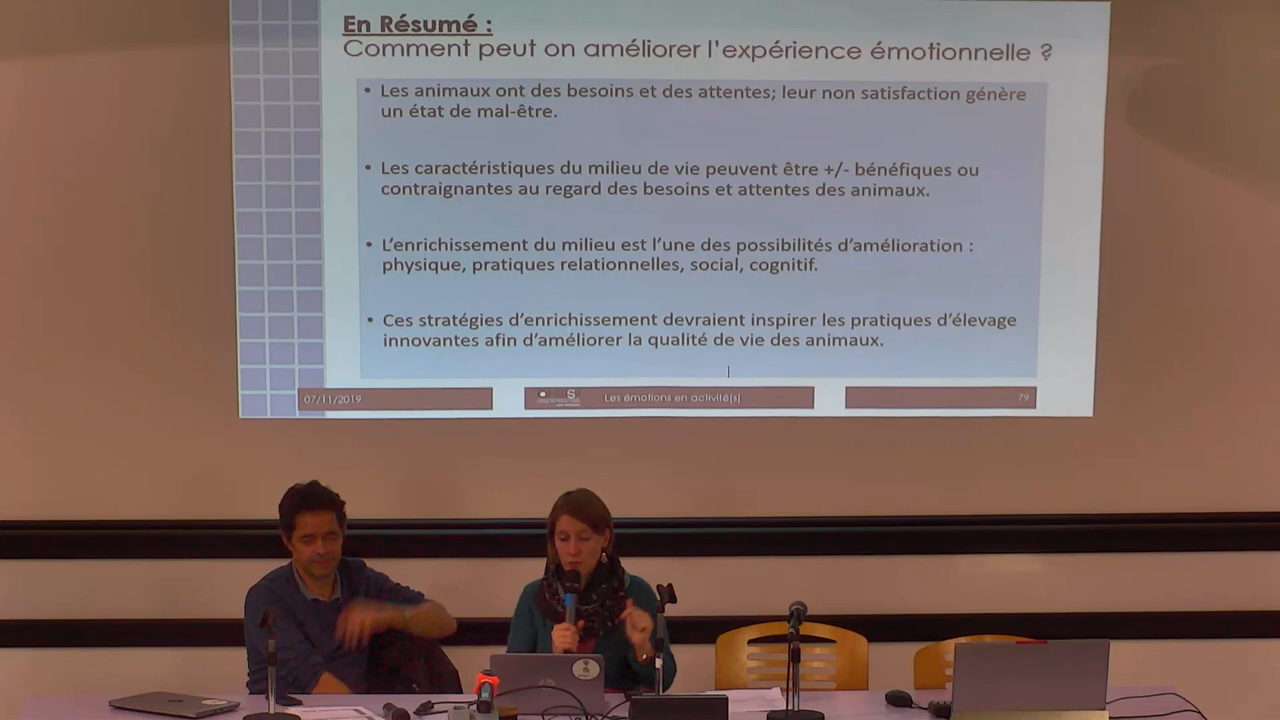 En Résumé :
Comment peut on améliorer l'expérience émotionnelle ?
• Les animaux ont des besoins et des attentes; leur non satisfaction génère
un état de mal-être.
• Les caractéristiques du milieu de vie peuvent être +/- bénéfiques ou
contraignantes au regard des besoins et attentes des animaux.
• L'enrichissement du milieu est l'une des possibilités d'amélioration :
physique, pratiques relationnelles, social, cognitif.
• Ces stratégies d'enrichissement devraient inspirer les pratiques d'élevage
innovantes afin d'améliorer la qualité de vie des animaux.
07/11/2019
Les émotions en activité(s)
79